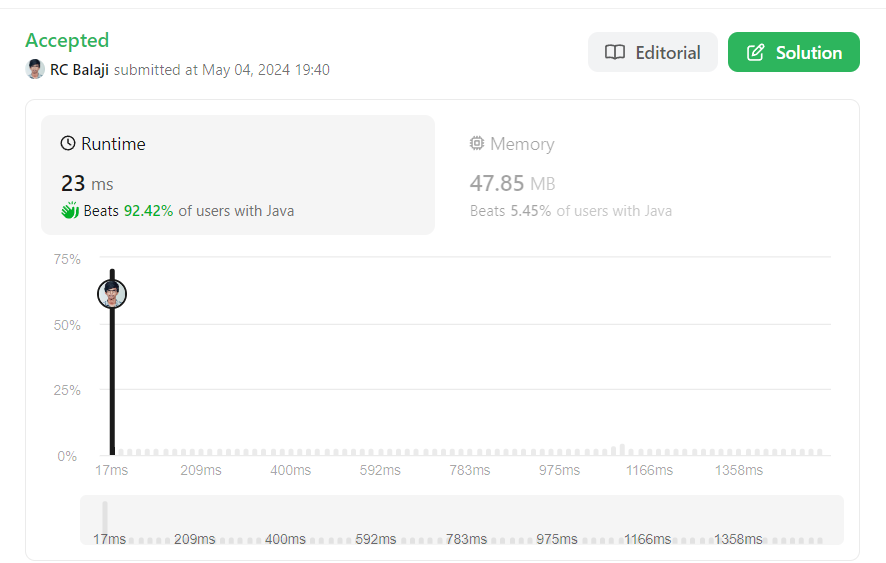 Accepted
RC Balaji submitted at May 04, 2024 19:40
Editorial
Solution
Runtime
23 ms
Beats 92.42% of users with Java
Memory
47.85 MB
Beats 5.45% of users with Java
75%
50%
25%
0%
17ms 209ms 400ms 592ms 783ms 975ms 1166ms 1358ms
17ms 209ms 400ms 592ms 783ms 975ms 1166ms 1358ms